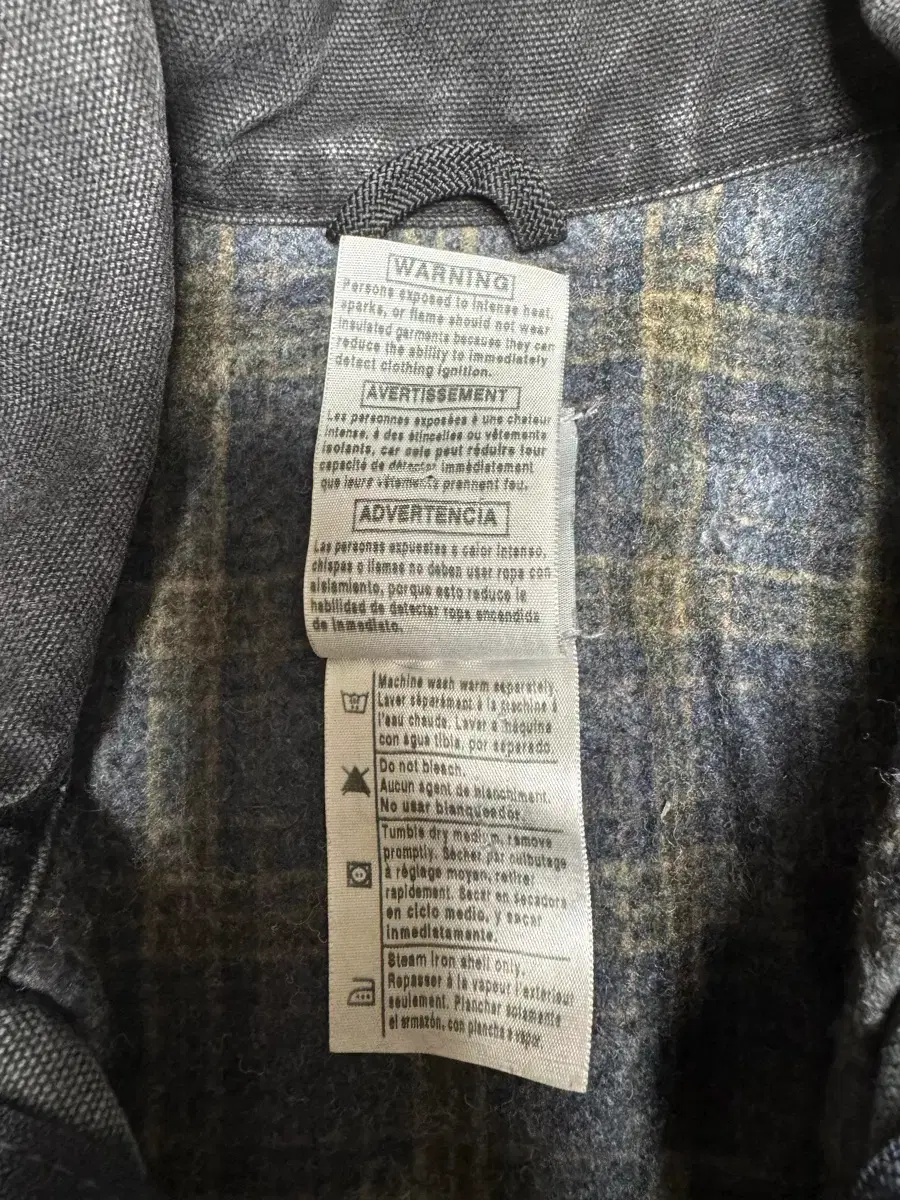 WARNING
Persons exposed to intense heat,
sparks, or flame should not wear
insulated garments because they can
reduce the ability to immediately
detect clothing ignition.
AVERTISSEMENT
Les personnes exposées à une chaleur
intense, à des étincelles ou vêtements
isolants, car cela peut réduire leur
capacité de détecter immédiatement
que leurs vêtements prennent feu.
ADVERTENCIA
Las personas expuestas a calor intenso,
chispas o llamas no deben usar ropa con
aislamiento, porque esto reduce le
habilidad de detectar ropa encendida
de inmediato.
Machine wash warm separately.
Laver séparément à la machine à
l'eau chaude. Lavar a máquina
con agua tibia, por separado.
Do not bleach.
Aucun agent de blanchiment.
No usar blanqueador.
Tumble dry medium, remove
promptly. Sécher par culbutage
à réglage moyen, retirer
rapidement. Secar en secadora
en ciclo medio, y sacar
inmediatamente.
Steam iron shell only.
Repasser à la vapeur l'extérieur
seulement. Planchar solamente
el armazón, con plancha a vapor.